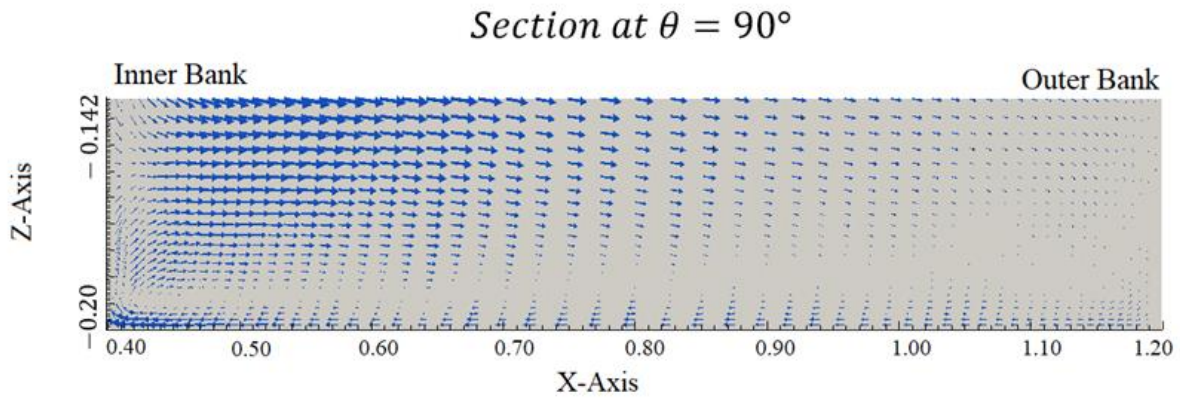 Section at θ = 90°
Inner Bank
Outer Bank
Z-Axis
− 0.142
−0.20
0.40 0.50 0.60 0.70 0.80 0.90 1.00 1.10 1.20
X-Axis